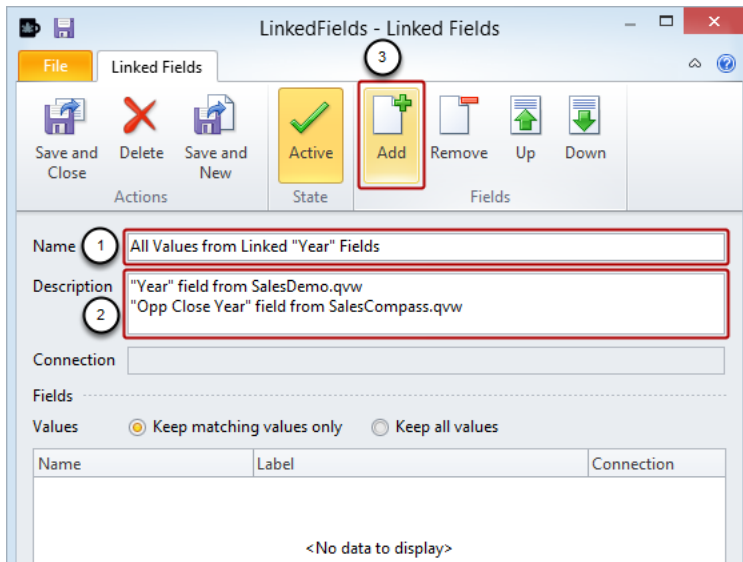 LinkedFields - Linked Fields
File
Linked Fields
3
Save and
Close
Delete
Save and
New
Active
Add
Remove
Up
Down
Actions
State
Fields
Name
1
All Values from Linked "Year" Fields
Description
2
"Year" field from SalesDemo.qvw
"Opp Close Year" field from SalesCompass.qvw
Connection
Fields
Values
Keep matching values only
Keep all values
Name
Label
Connection
<No data to display>